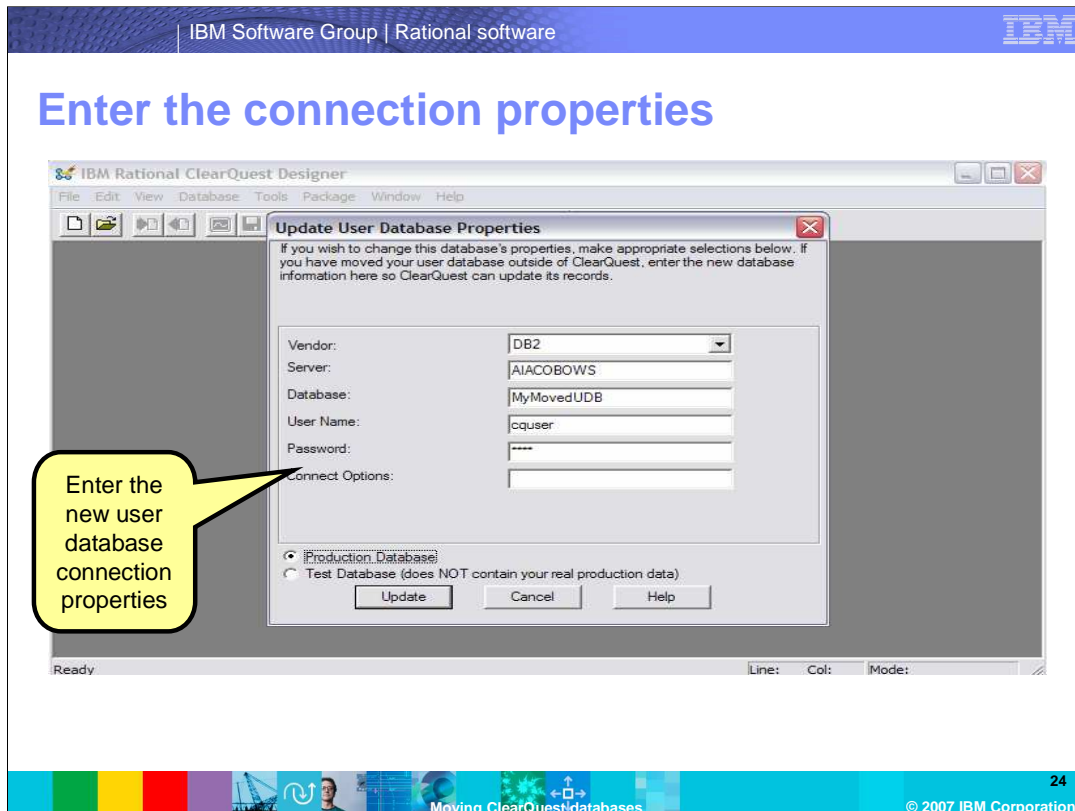 IBM Software Group | Rational software
IBM
Enter the connection properties
IBM Rational ClearQuest Designer
File Edit View Database Tools Package Window Help
Update User Database Properties
If you wish to change this database's properties, make appropriate selections below. If
you have moved your user database outside of ClearQuest, enter the new database
information here so ClearQuest can update its records.
Vendor: DB2
Server: AIACOBOWS
Database: MyMovedUDB
User Name: cquser
Password: ****
Connect Options:
Enter the
new user
database
connection
properties
Production Database
Test Database (does NOT contain your real production data)
Update Cancel Help
Ready Line: Col: Mode:
24
Moving ClearQuest databases
© 2007 IBM Corporation